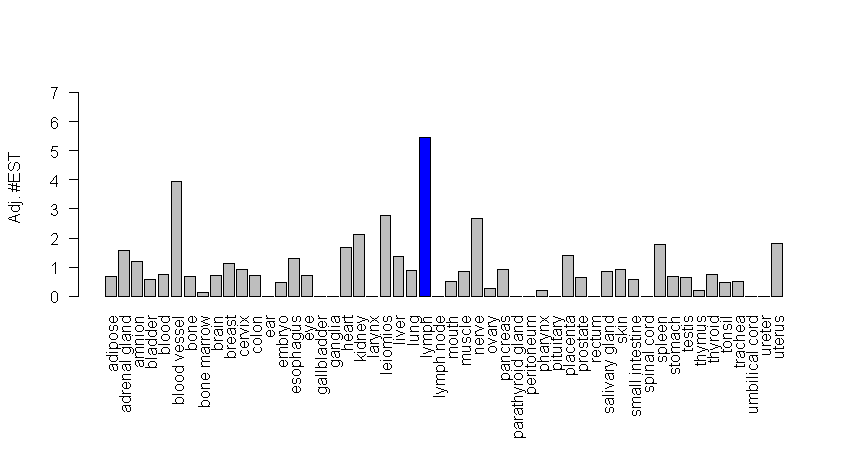 Adj. #EST
7
6
5
4
3
2
1
0
adipose
adrenal gland
amnion
bladder
blood
blood vessel
bone
bone marrow
brain
breast
cervix
colon
ear
embryo
esophagus
eye
gallbladder
ganglia
heart
kidney
larynx
leiomios
liver
lung
lymph
lymph node
mouth
muscle
nerve
ovary
pancreas
parathyroid gland
peritoneum
pharynx
pituitary
placenta
prostate
rectum
salivary gland
skin
small intestine
spinal cord
spleen
stomach
testis
thymus
thyroid
tonsil
trachea
umbilical cord
ureter
uterus